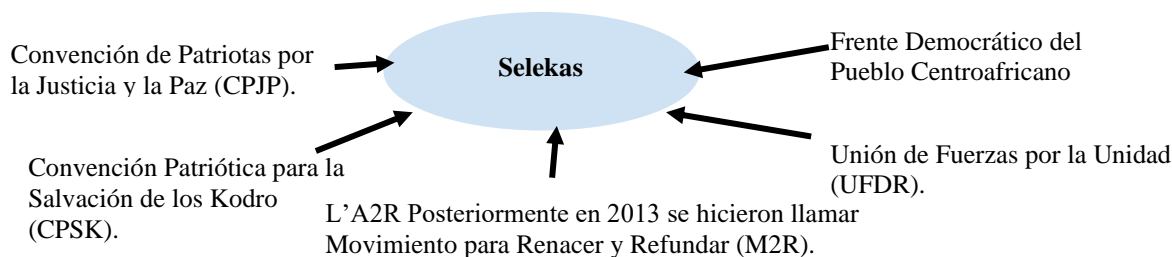 Convención de Patriotas por
la Justicia y la Paz (CPJP).
Selekas
Frente Democrático del
Pueblo Centroafricano
Convención Patriótica para la
Salvación de los Kodro
(CPSK).
L’A2R Posteriormente en 2013 se hicieron llamar
Movimiento para Renacer y Refundar (M2R).
Unión de Fuerzas por la Unidad
(UFDR).